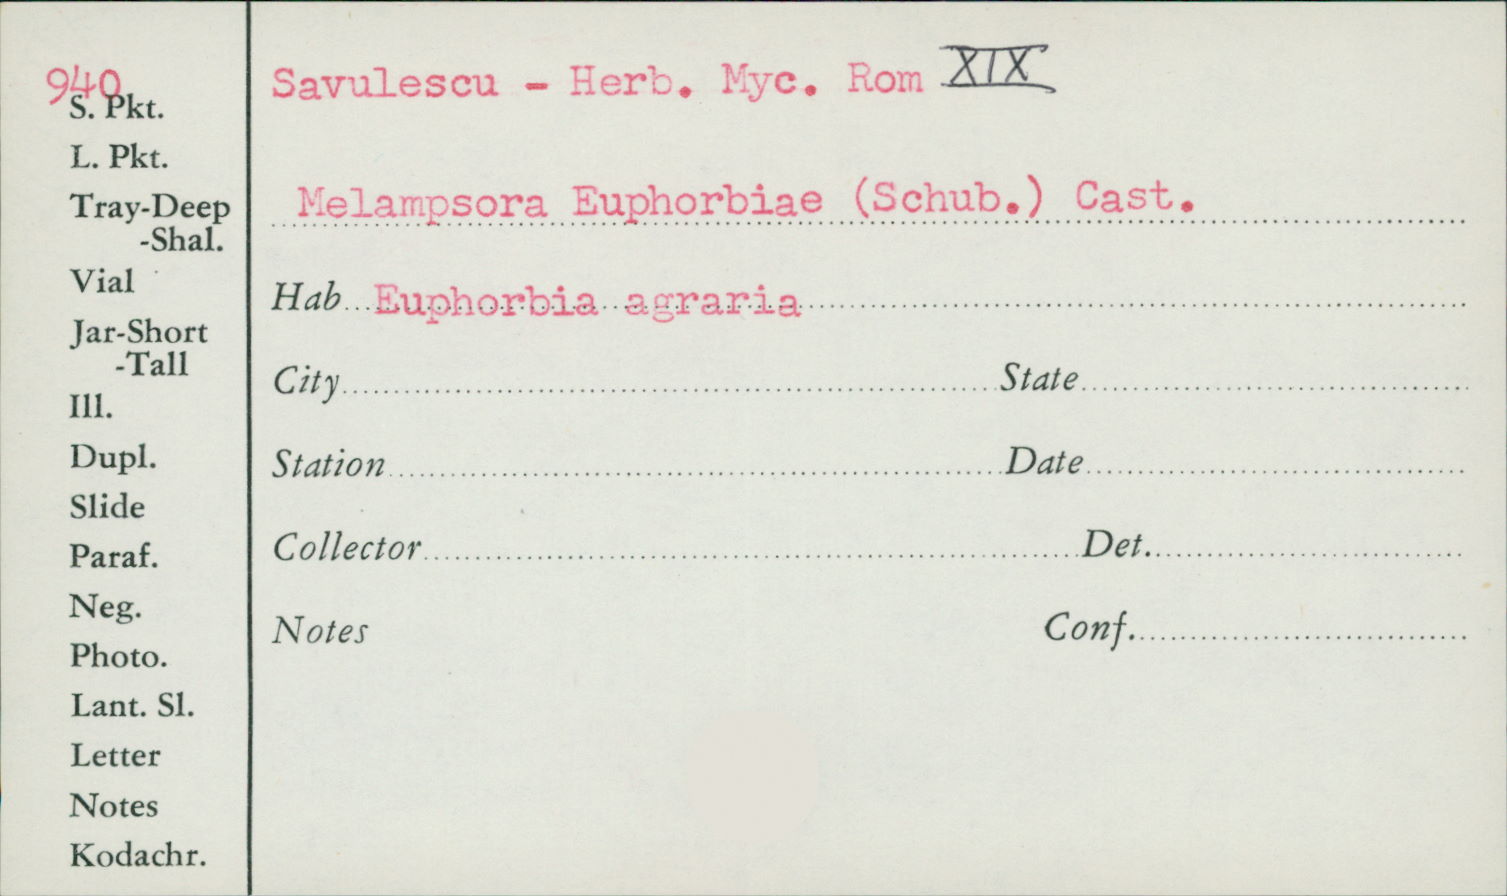 940
Savulescu - Herb. Myc. Rom XIX
S. Pkt.
L. Pkt.
Tray-Deep
-Shal.
Vial
Jar-Short
-Tall
Ill.
Dupl.
Slide
Paraf.
Neg.
Photo.
Lant. Sl.
Letter
Notes
Kodachr.
Melampsora Euphorbiae (Schub.) Cast.
Hab Euphorbia agraria
City State
Station Date
Collector Det.
Notes Conf.